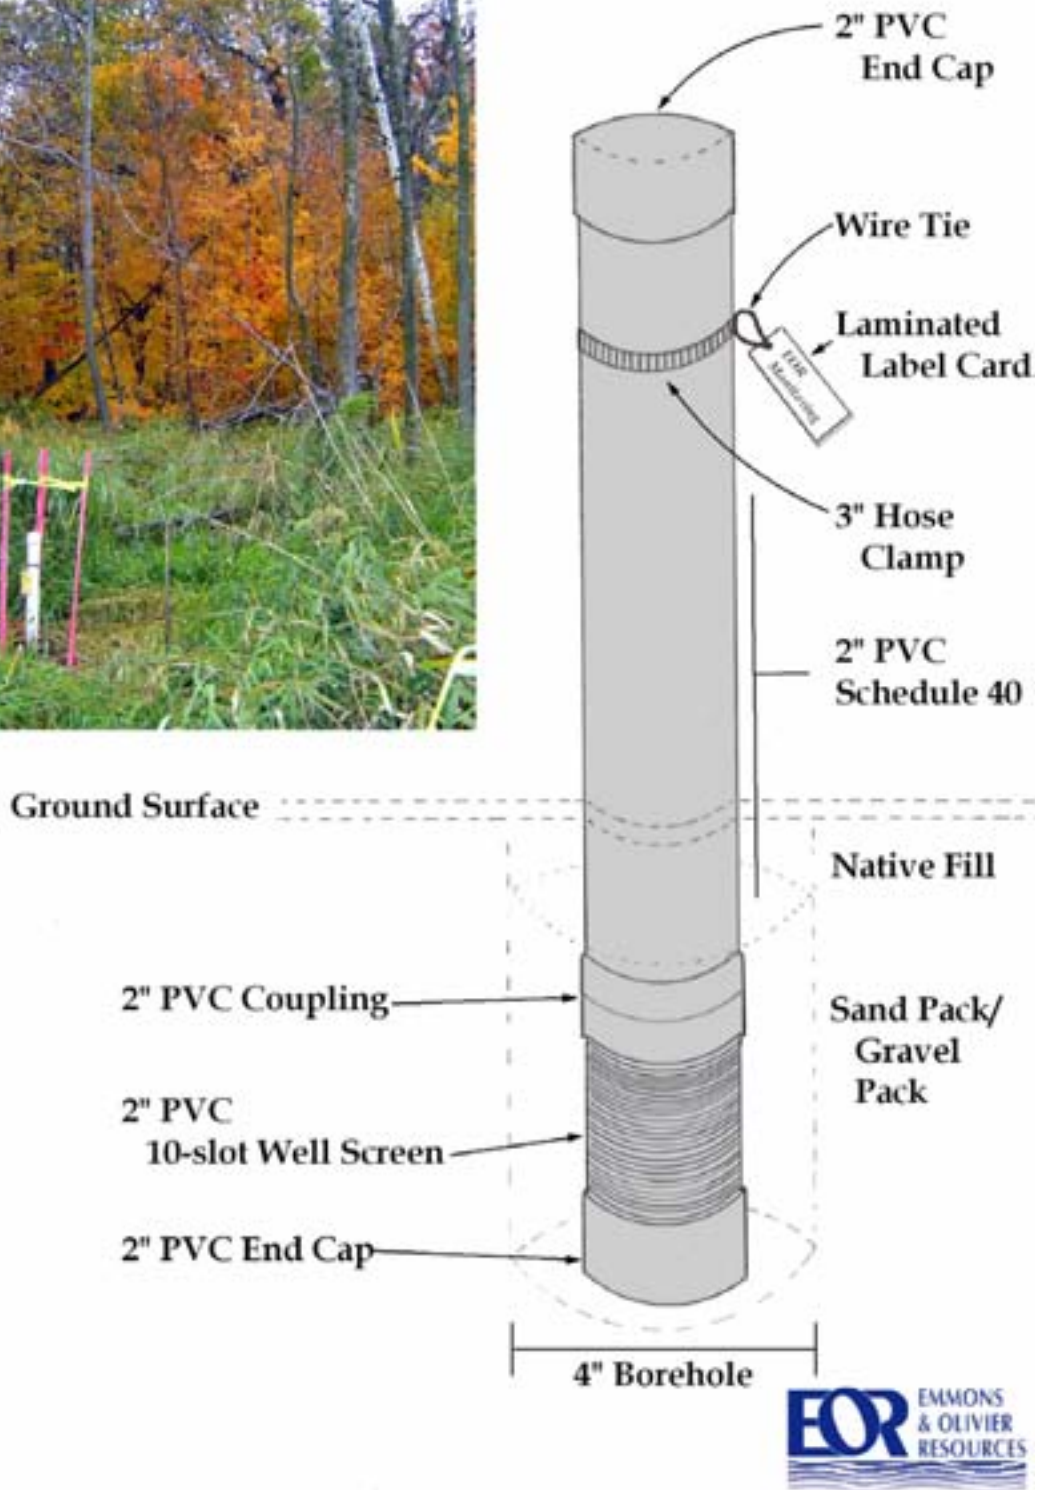 2" PVC
End Cap
Wire Tie
Laminated
Label Card
EOR
Monitoring
3" Hose
Clamp
2" PVC
Schedule 40
Ground Surface
Native Fill
2" PVC Coupling
Sand Pack/
Gravel
Pack
2" PVC
10-slot Well Screen
2" PVC End Cap
4" Borehole
EOR
EMMONS
& OLIVIER
RESOURCES